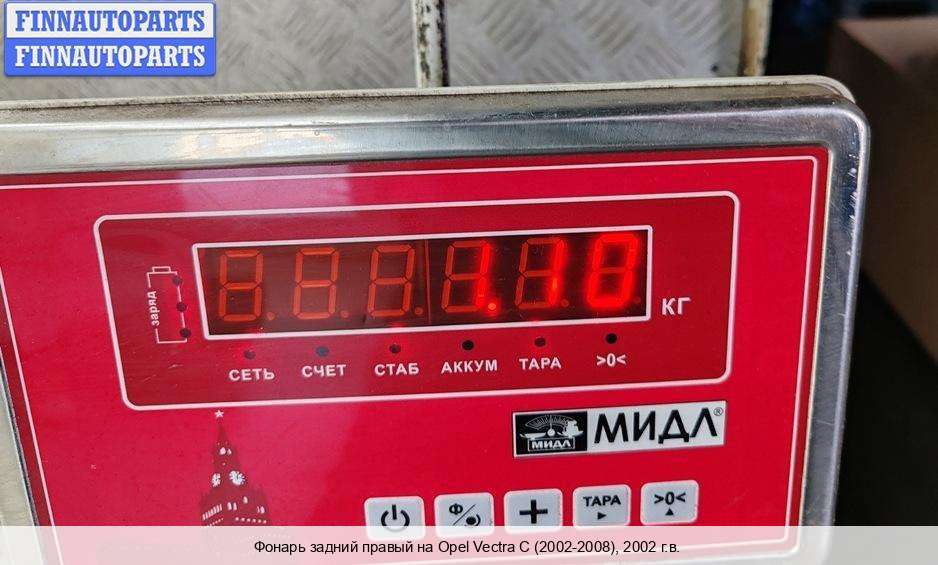 FINNAUTOPARTS
FINNAUTOPARTS
заряд
1.10
КГ
СЕТЬ СЧЕТ СТАБ АККУМ ТАРА >0<
МИДЛ МИДЛ®
Ф ТАРА >0<
Фонарь задний правый на Opel Vectra C (2002-2008), 2002 г.в.